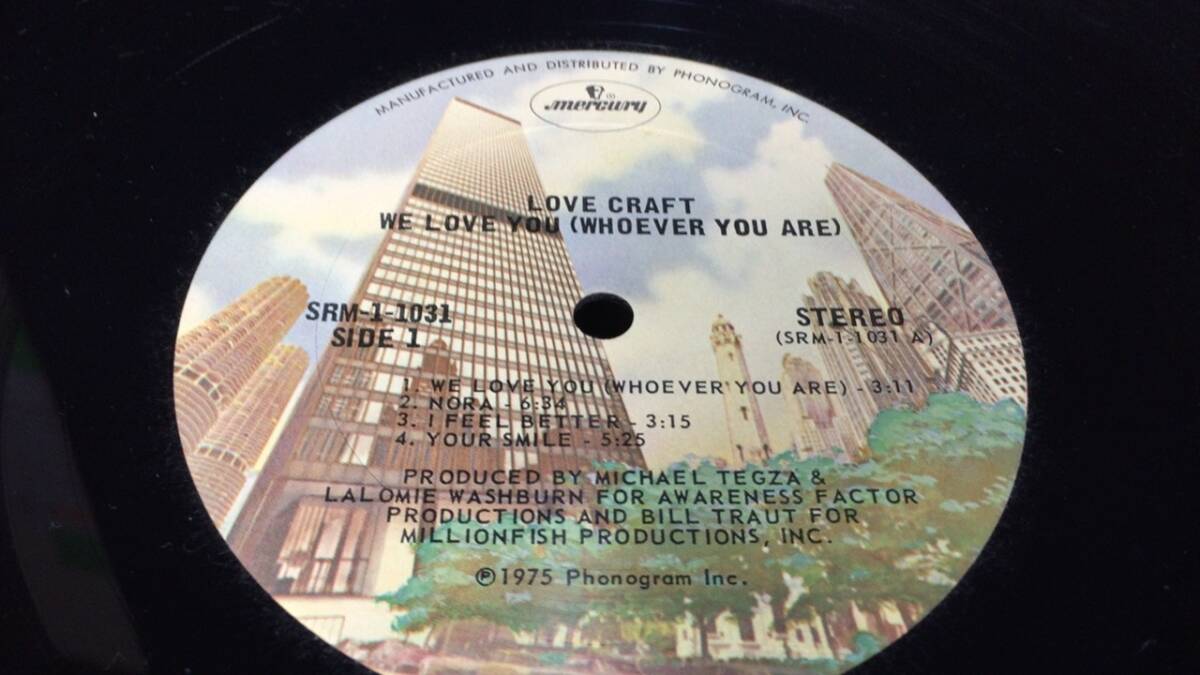 MANUFACTURED AND DISTRIBUTED BY PHONOGRAM, INC.
mercury ®
LOVE CRAFT
WE LOVE YOU (WHOEVER YOU ARE)
SRM-1-1031
SIDE 1
STEREO
(SRM-1-1031 A)
1. WE LOVE YOU (WHOEVER YOU ARE) - 3:11
2. NORA - 6:34
3. I FEEL BETTER - 3:15
4. YOUR SMILE - 5:25
PRODUCED BY MICHAEL TEGZA &
LALOMIE WASHBURN FOR AWARENESS FACTOR
PRODUCTIONS AND BILL TRAUT FOR
MILLIONFISH PRODUCTIONS, INC.
℗1975 Phonogram Inc.